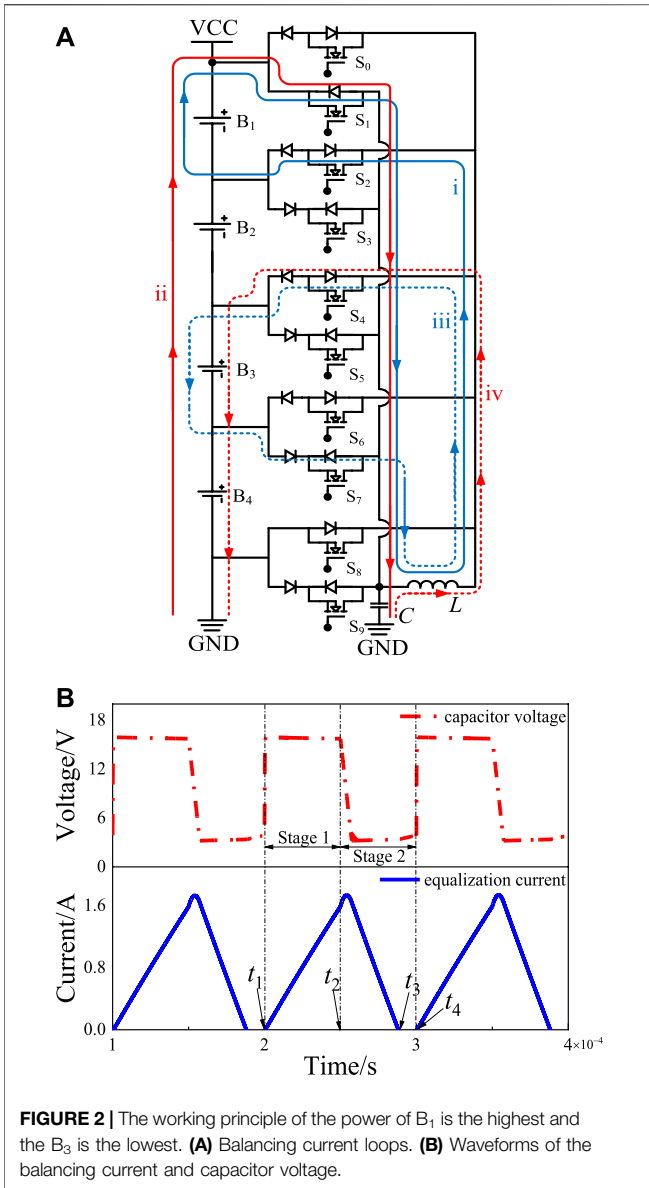 A
VCC
S0
B1
S1
S2
i
B2
S3
ii
S4
iii
B3
S5
iv
S6
B4
S7
S8
S9
C
L
GND
GND
B
18
12
6
0
Voltage/V
capacitor voltage
Stage 1
Stage 2
equalization current
1.6
0.8
0.0
Current/A
t1
t2
t3
t4
1
2
3
4×10⁻⁴
Time/s
FIGURE 2 | The working principle of the power of B1 is the highest and
the B3 is the lowest. (A) Balancing current loops. (B) Waveforms of the
balancing current and capacitor voltage.